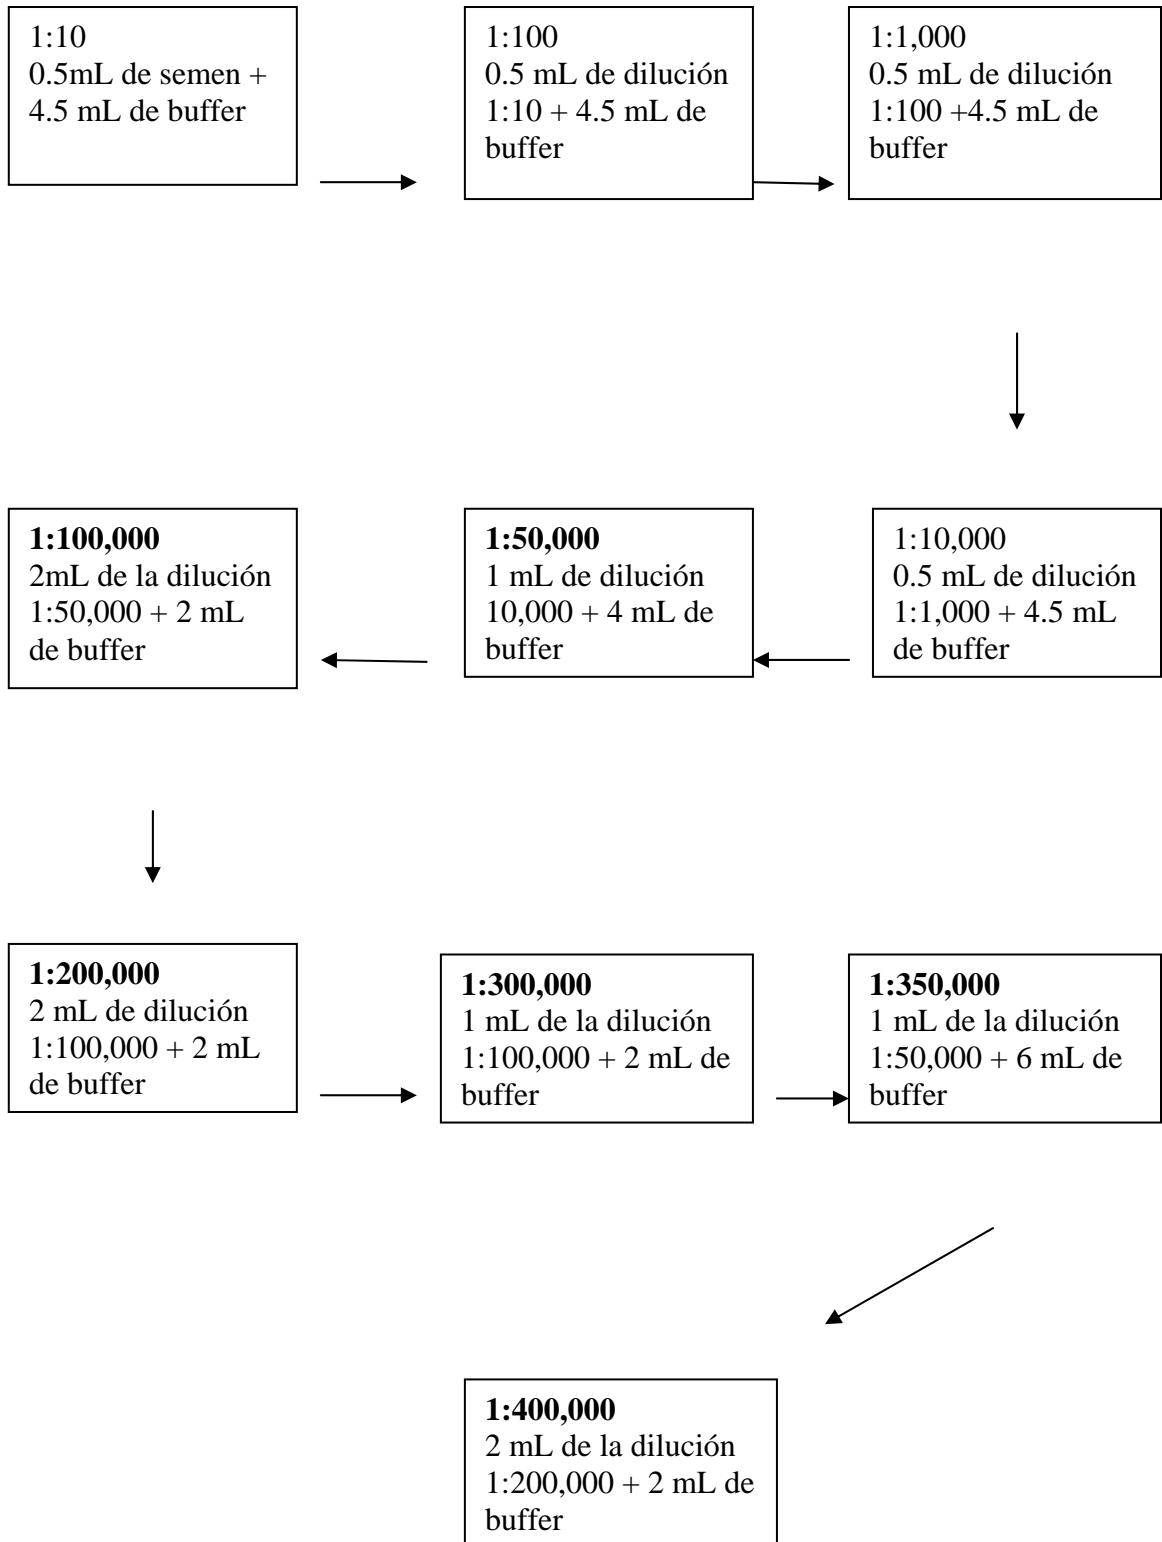 1:10
0.5mL de semen +
4.5 mL de buffer
1:100
0.5 mL de dilución
1:10 + 4.5 mL de
buffer
1:1,000
0.5 mL de dilución
1:100 +4.5 mL de
buffer
1:10,000
0.5 mL de dilución
1:1,000 + 4.5 mL
de buffer
1:50,000
1 mL de dilución
10,000 + 4 mL de
buffer
1:100,000
2mL de la dilución
1:50,000 + 2 mL
de buffer
1:200,000
2 mL de dilución
1:100,000 + 2 mL
de buffer
1:300,000
1 mL de la dilución
1:100,000 + 2 mL de
buffer
1:350,000
1 mL de la dilución
1:50,000 + 6 mL de
buffer
1:400,000
2 mL de la dilución
1:200,000 + 2 mL de
buffer